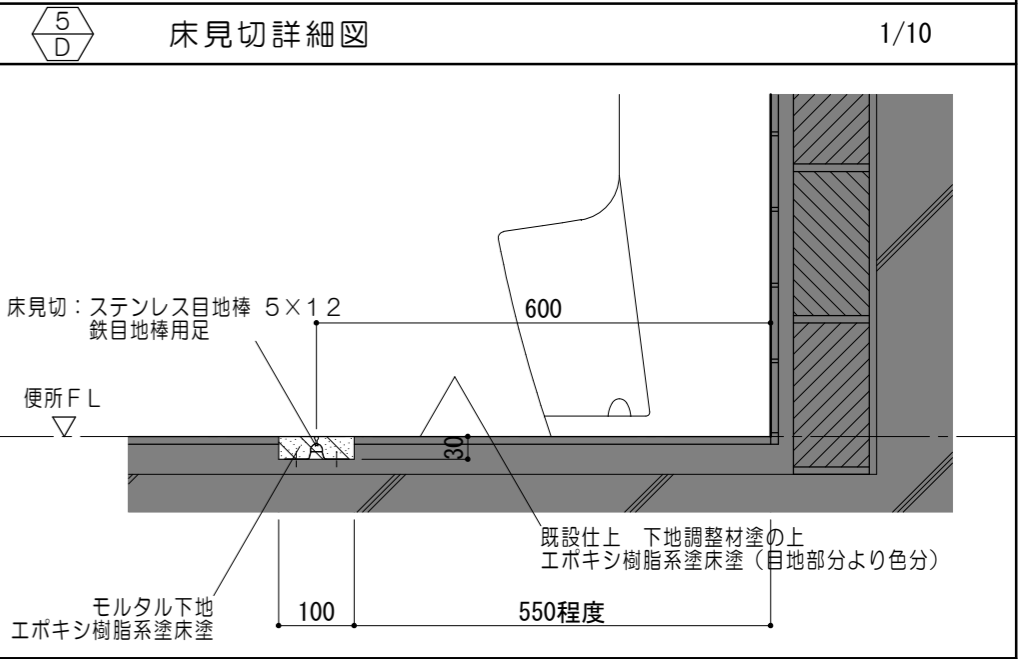 5
D
床見切詳細図
1/10
床見切:ステンレス目地棒 5×12
鉄目地棒用足
600
便所FL
30
既設仕上 下地調整材塗の上
エポキシ樹脂系塗床塗(目地部分より色分)
モルタル下地
エポキシ樹脂系塗床塗
100
550程度